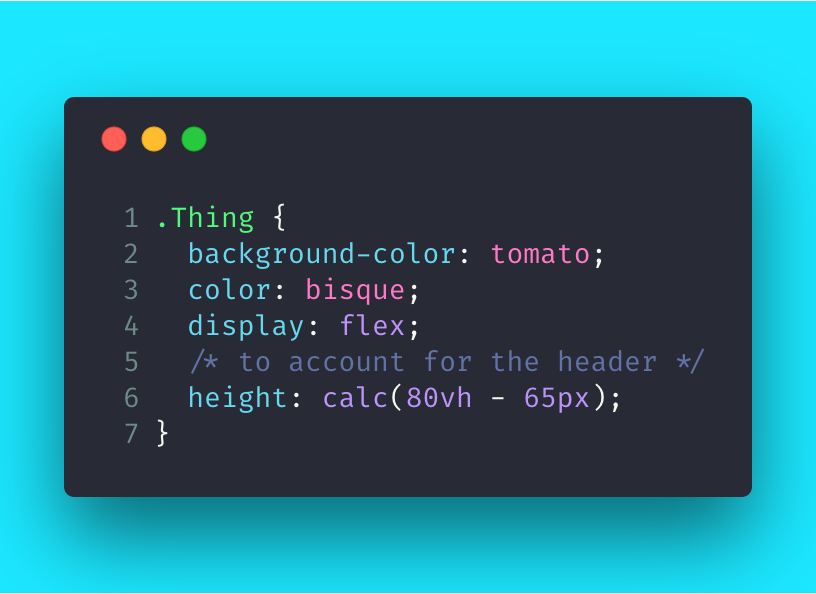 1 .Thing {
2   background-color: tomato;
3   color: bisque;
4   display: flex;
5   /* to account for the header */
6   height: calc(80vh - 65px);
7 }